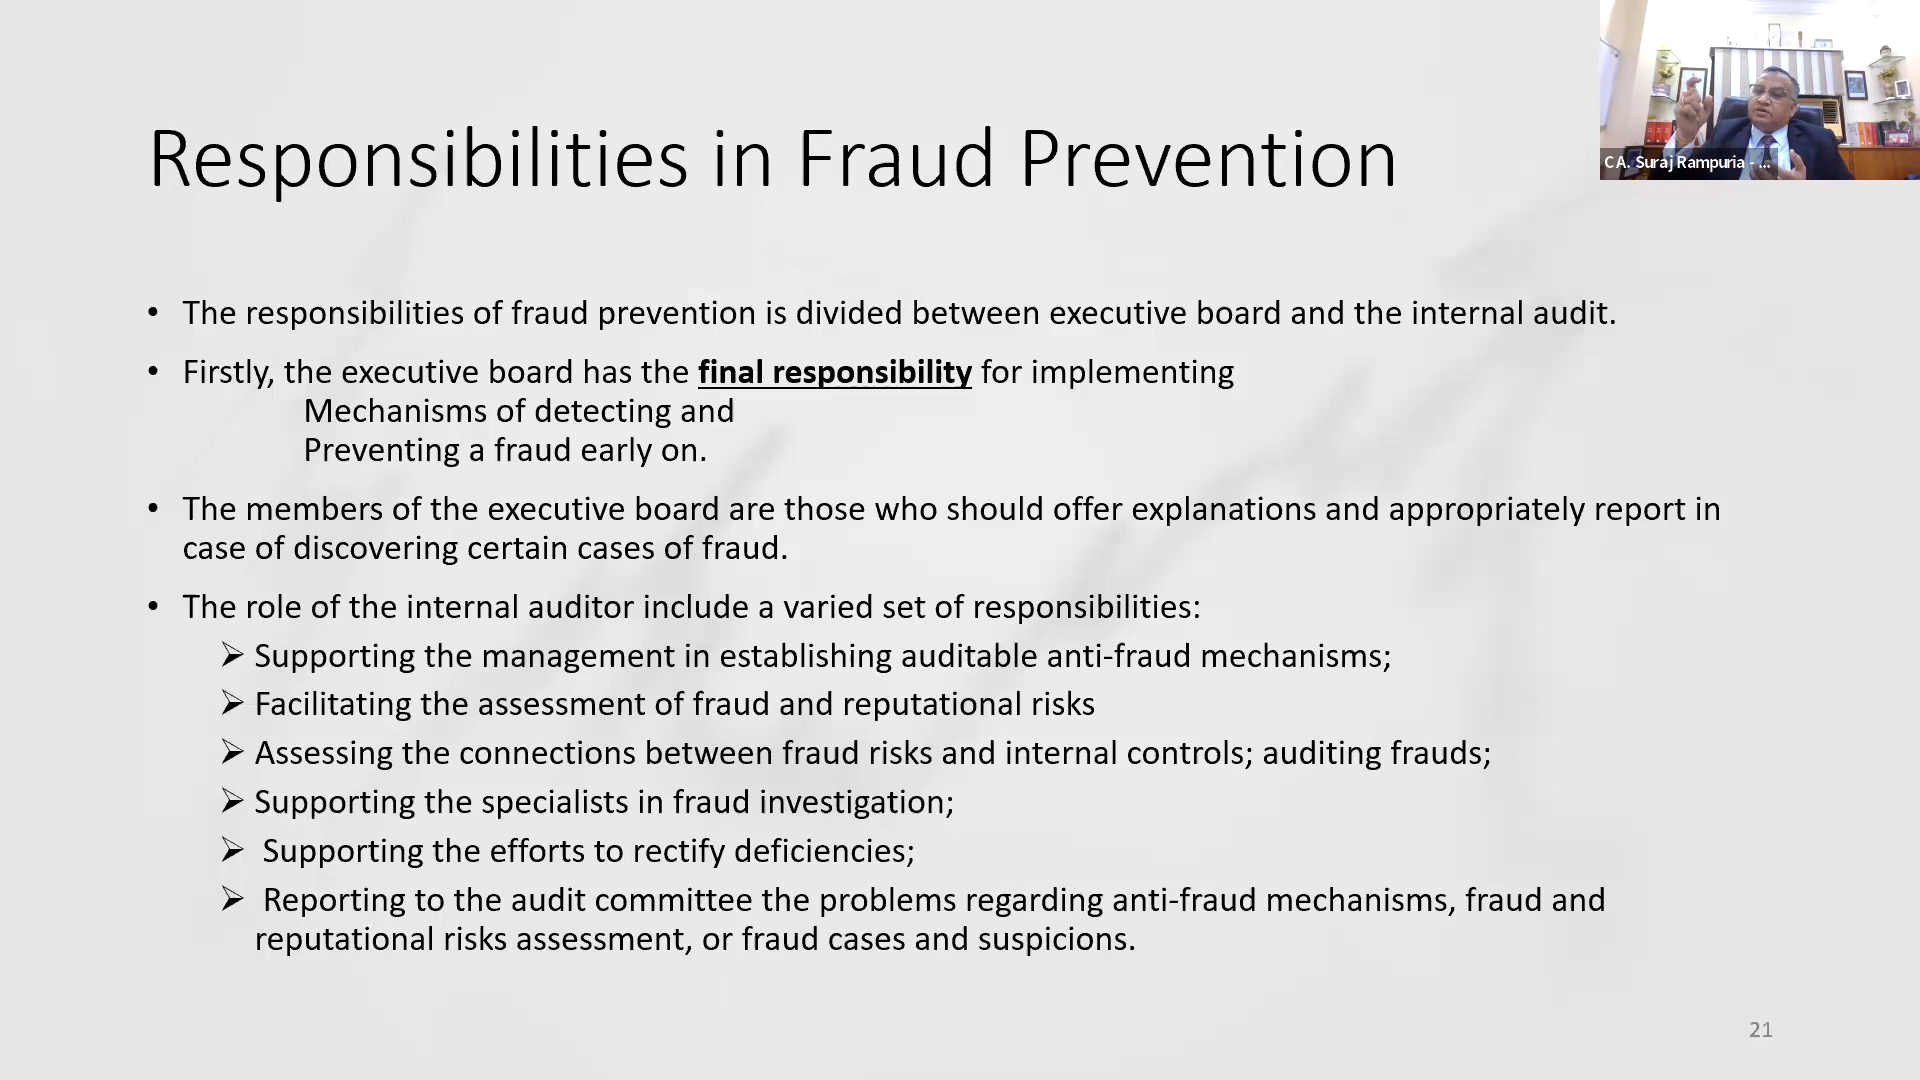 Responsibilities in Fraud Prevention
CA. Suraj Rampuria - ...
• The responsibilities of fraud prevention is divided between executive board and the internal audit.
• Firstly, the executive board has the final responsibility for implementing
Mechanisms of detecting and
Preventing a fraud early on.
• The members of the executive board are those who should offer explanations and appropriately report in
case of discovering certain cases of fraud.
• The role of the internal auditor include a varied set of responsibilities:
➢ Supporting the management in establishing auditable anti-fraud mechanisms;
➢ Facilitating the assessment of fraud and reputational risks
➢ Assessing the connections between fraud risks and internal controls; auditing frauds;
➢ Supporting the specialists in fraud investigation;
➢ Supporting the efforts to rectify deficiencies;
➢ Reporting to the audit committee the problems regarding anti-fraud mechanisms, fraud and
reputational risks assessment, or fraud cases and suspicions.
21